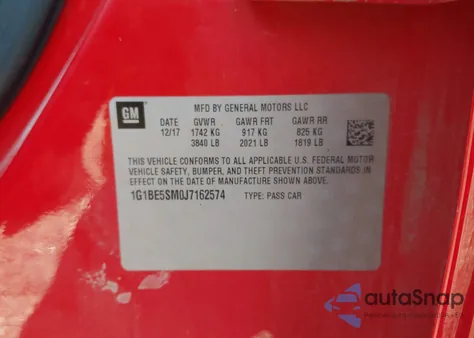 GM
MFD BY GENERAL MOTORS LLC
DATE GVWR GAWR FRT GAWR RR
12/17 1742 KG 917 KG 825 KG
3840 LB 2021 LB 1819 LB
THIS VEHICLE CONFORMS TO ALL APPLICABLE U.S. FEDERAL MOTOR
VEHICLE SAFETY, BUMPER, AND THEFT PREVENTION STANDARDS IN
EFFECT ON THE DATE OF MANUFACTURE SHOWN ABOVE.
1G1BE5SM0J7162574 TYPE: PASS CAR
autoSnap